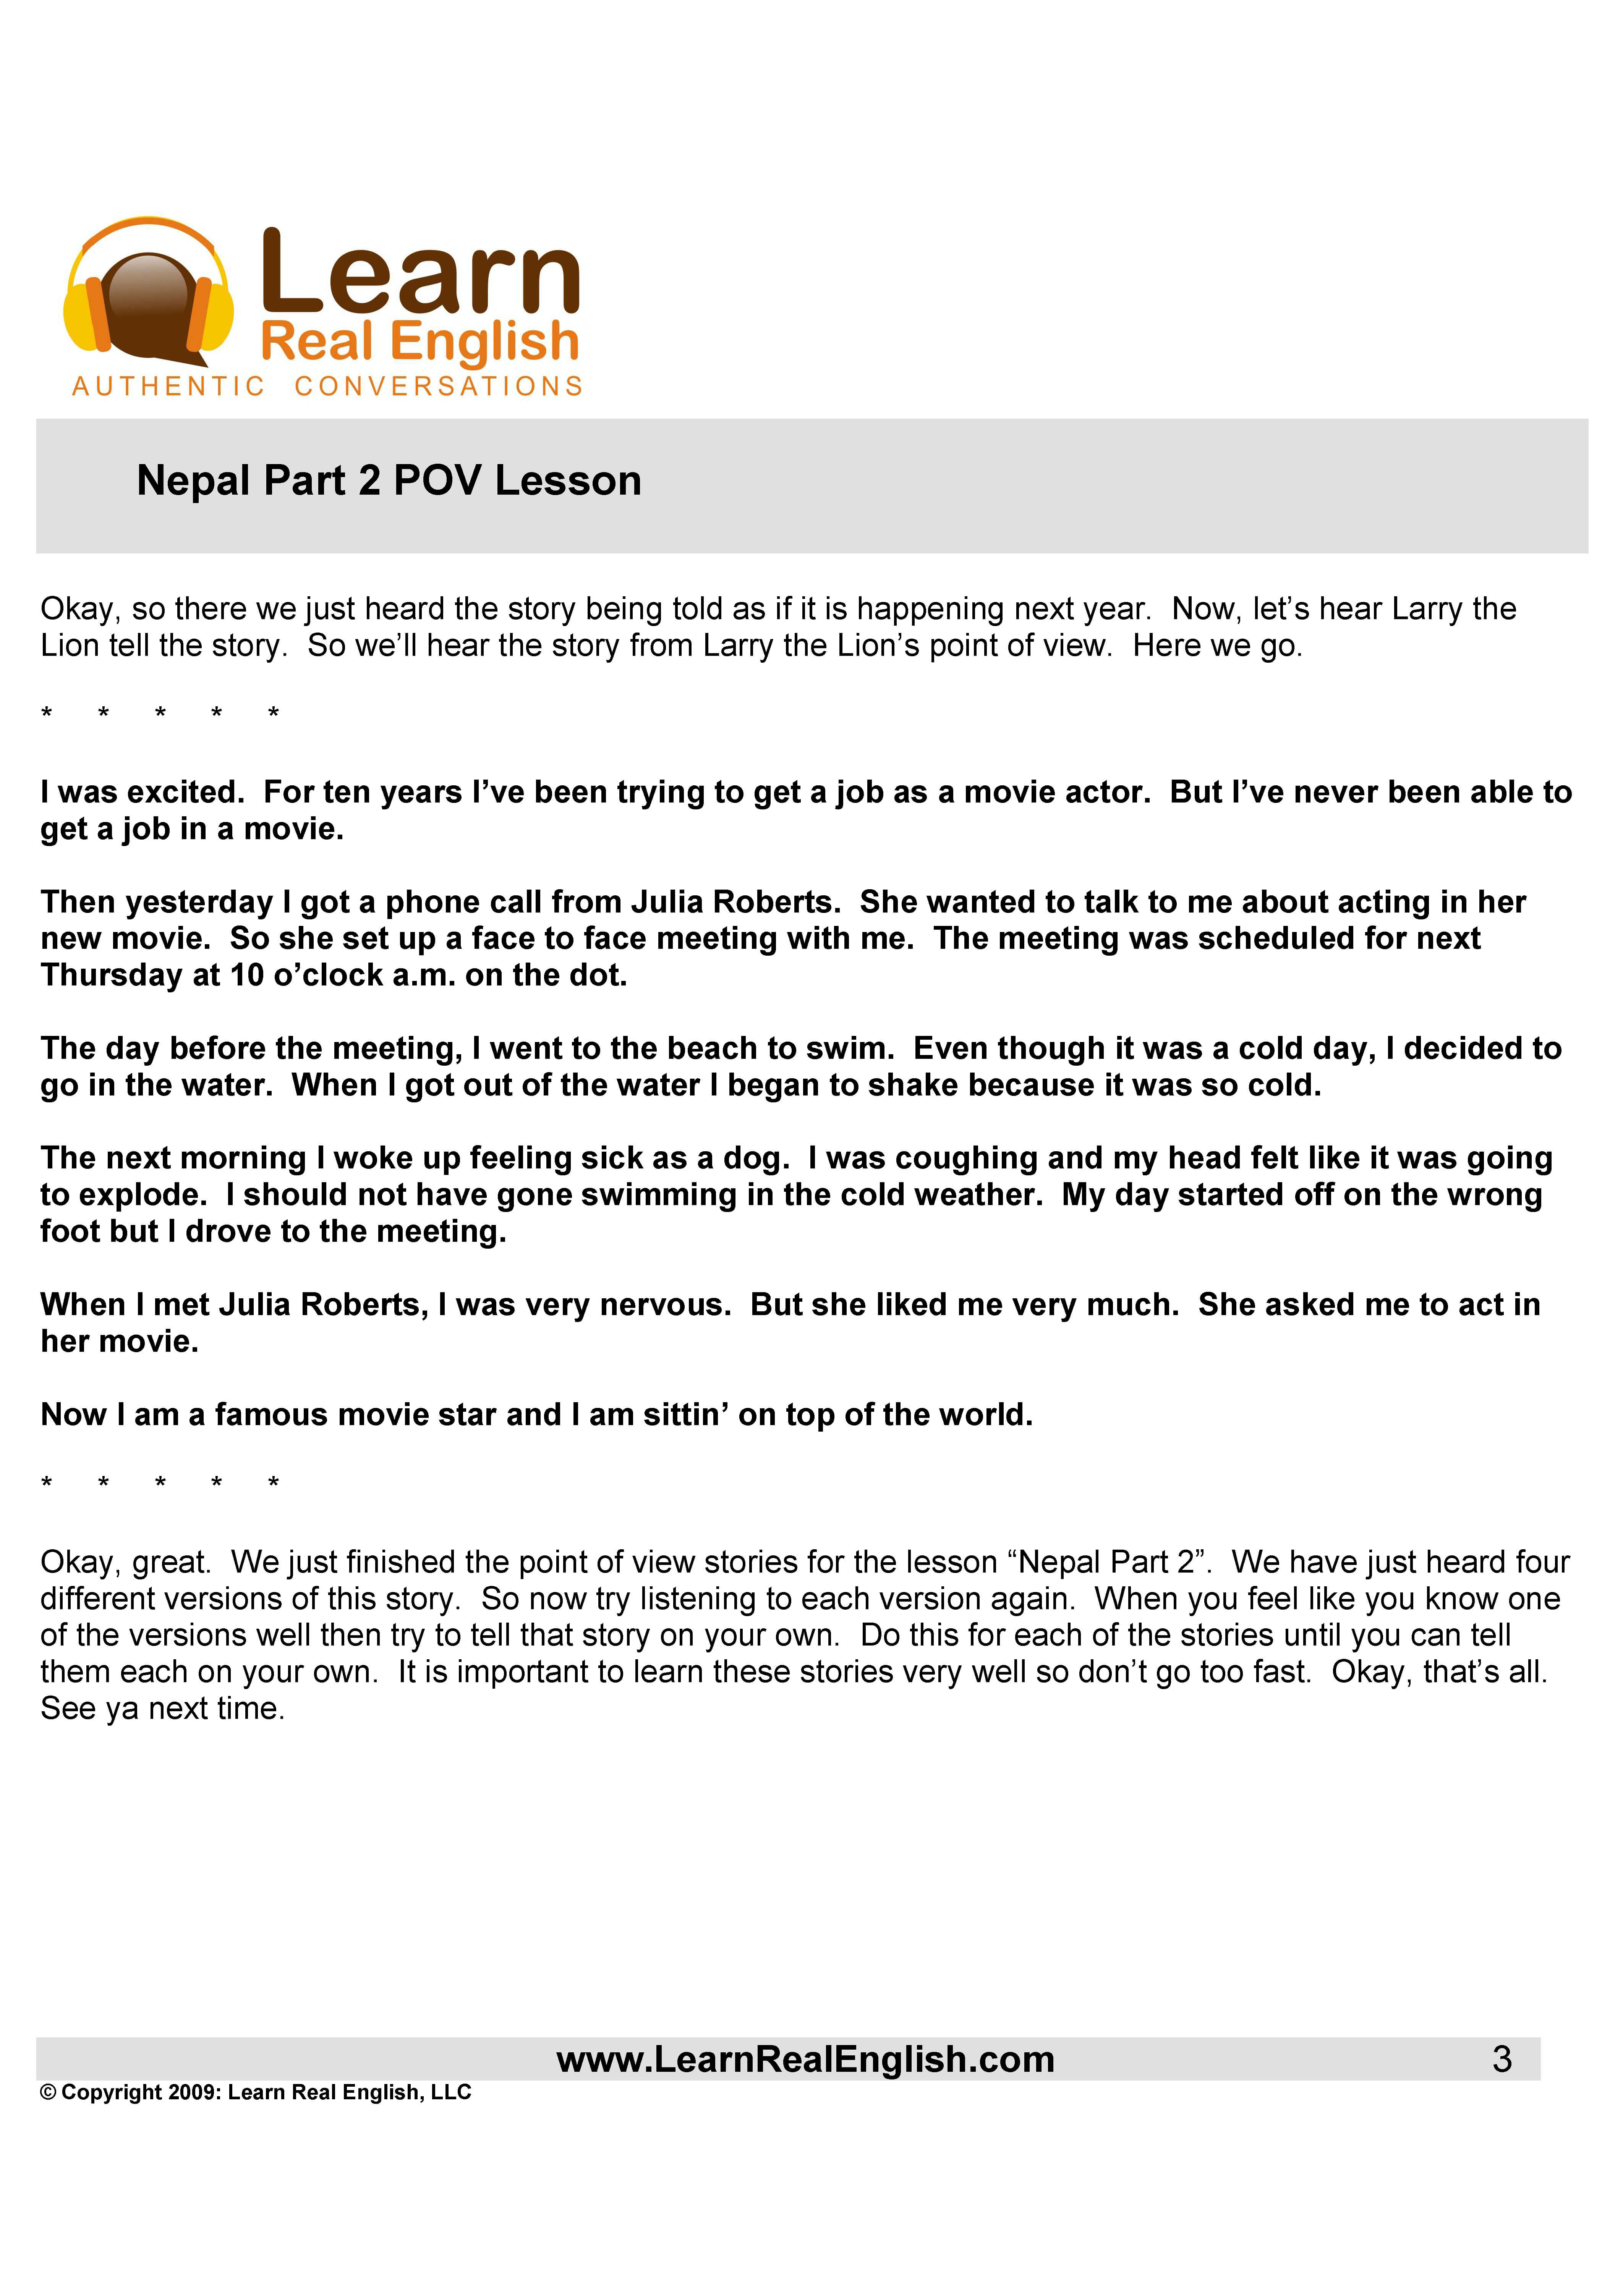 Learn
Real English
AUTHENTIC CONVERSATIONS
Nepal Part 2 POV Lesson
Okay, so there we just heard the story being told as if it is happening next year.  Now, let’s hear Larry the
Lion tell the story.  So we’ll hear the story from Larry the Lion’s point of view.  Here we go.
* * * * *
I was excited.  For ten years I’ve been trying to get a job as a movie actor.  But I’ve never been able to
get a job in a movie.
Then yesterday I got a phone call from Julia Roberts.  She wanted to talk to me about acting in her
new movie.  So she set up a face to face meeting with me.  The meeting was scheduled for next
Thursday at 10 o’clock a.m. on the dot.
The day before the meeting, I went to the beach to swim.  Even though it was a cold day, I decided to
go in the water.  When I got out of the water I began to shake because it was so cold.
The next morning I woke up feeling sick as a dog.  I was coughing and my head felt like it was going
to explode.  I should not have gone swimming in the cold weather.  My day started off on the wrong
foot but I drove to the meeting.
When I met Julia Roberts, I was very nervous.  But she liked me very much.  She asked me to act in
her movie.
Now I am a famous movie star and I am sittin’ on top of the world.
* * * * *
Okay, great.  We just finished the point of view stories for the lesson “Nepal Part 2”.  We have just heard four
different versions of this story.  So now try listening to each version again.  When you feel like you know one
of the versions well then try to tell that story on your own.  Do this for each of the stories until you can tell
them each on your own.  It is important to learn these stories very well so don’t go too fast.  Okay, that’s all.
See ya next time.
www.LearnRealEnglish.com 3
© Copyright 2009: Learn Real English, LLC